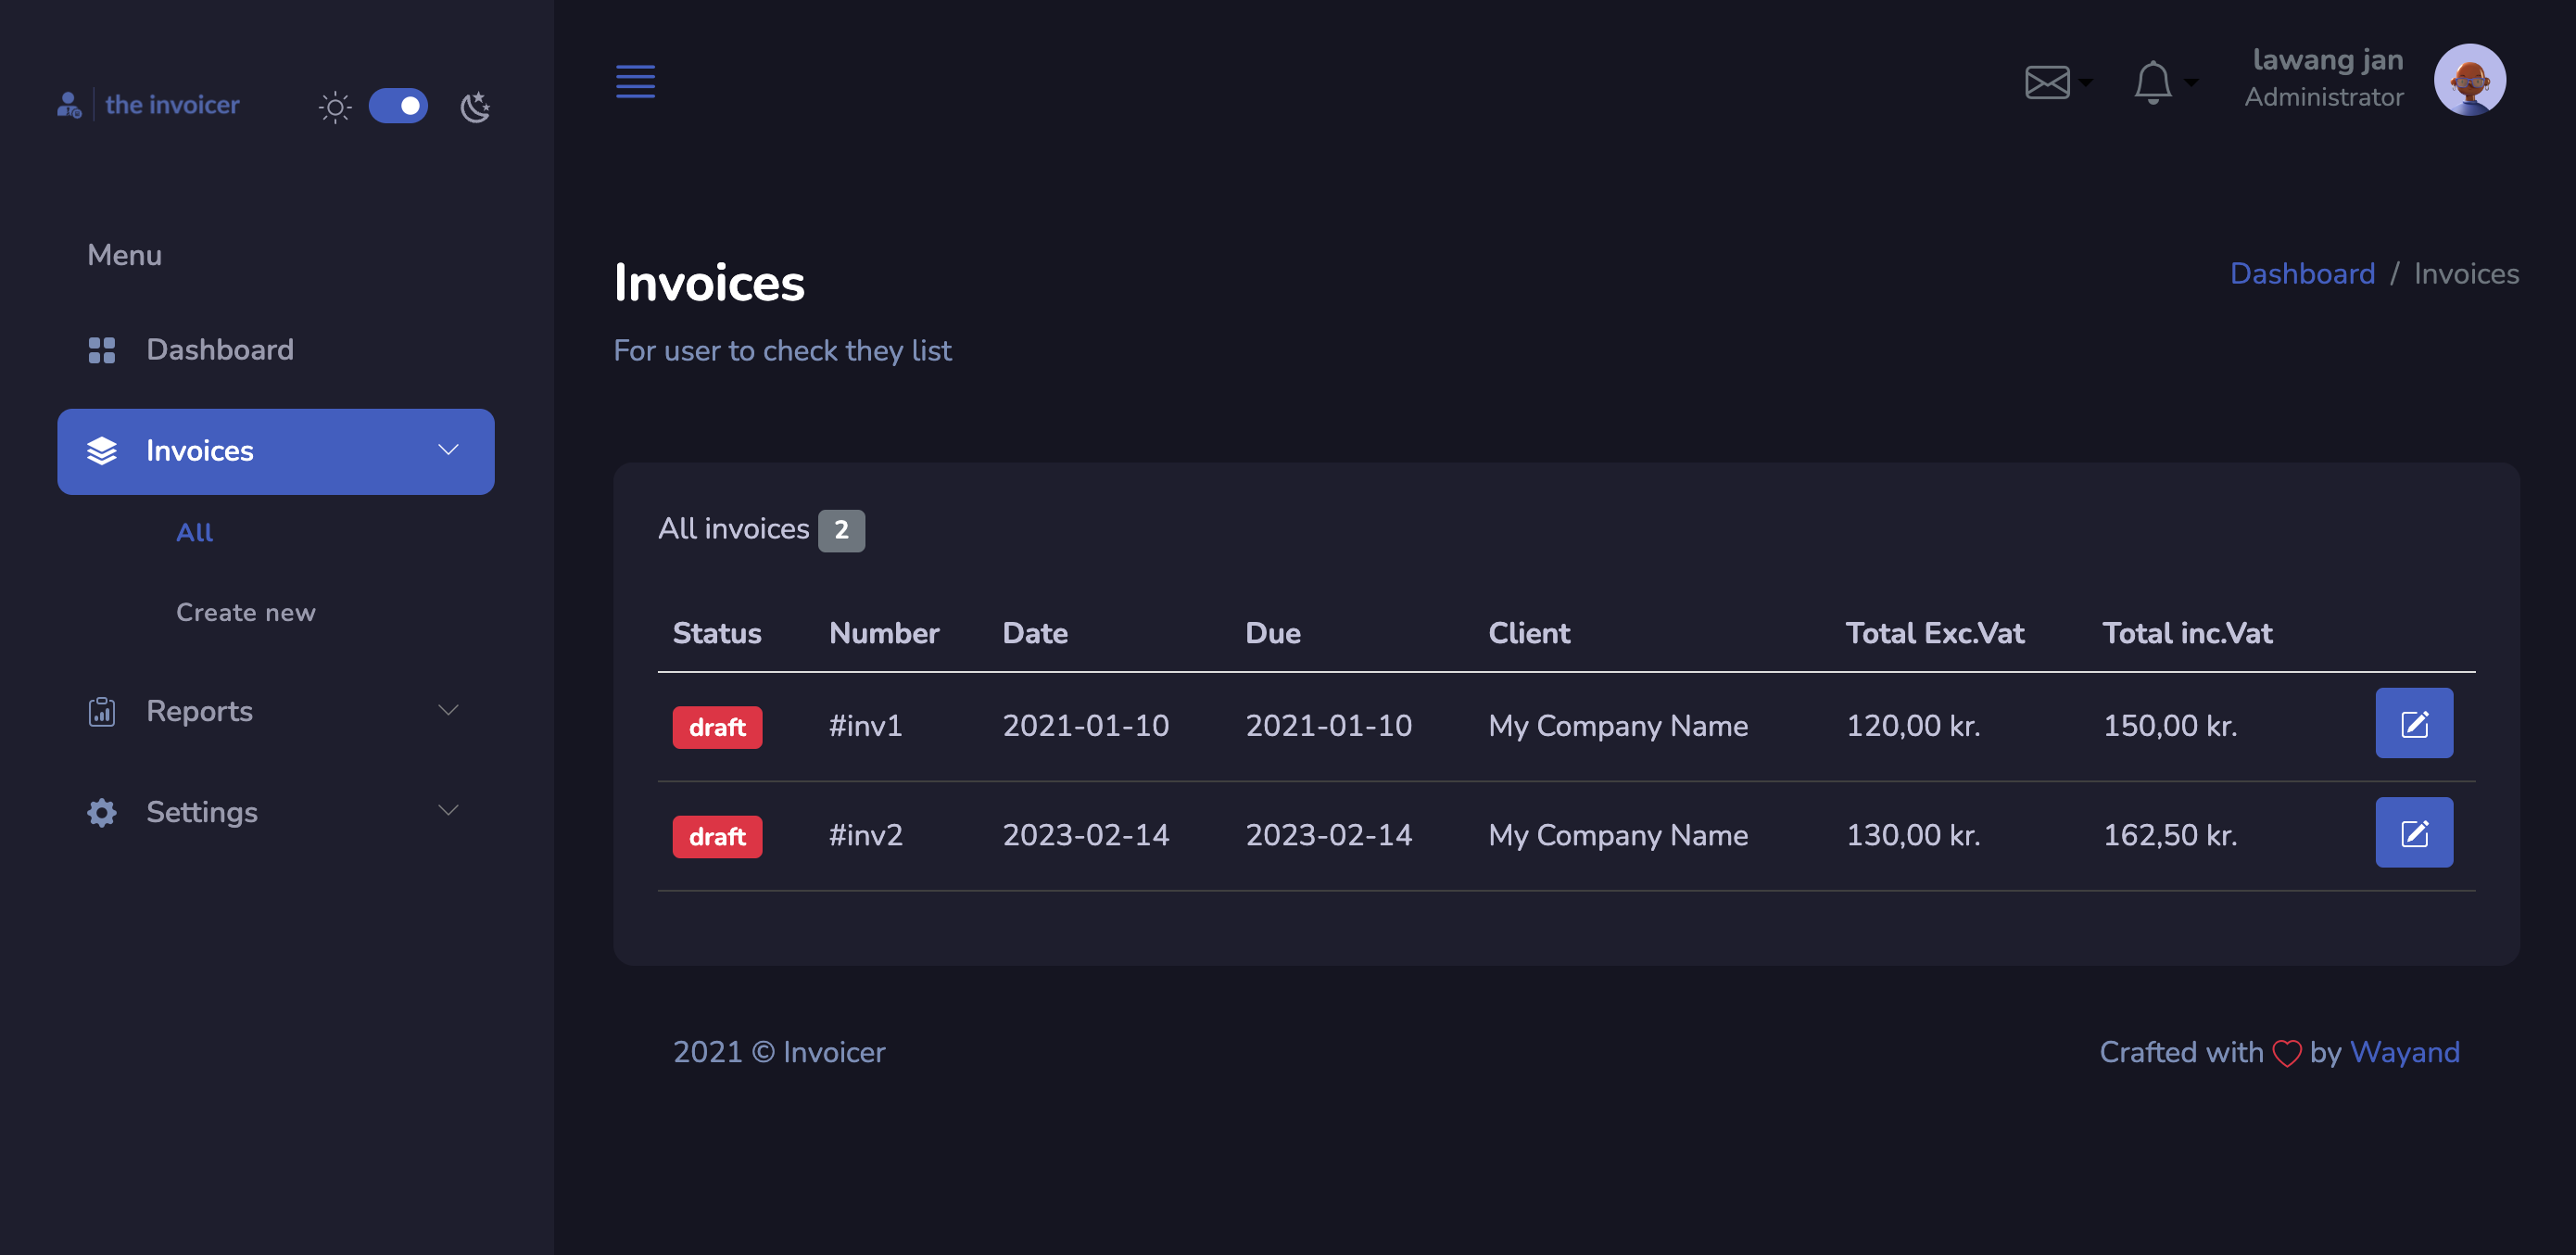 the invoicer
lawang jan
Administrator
Menu
Dashboard
Invoices
All
Create new
Reports
Settings
Invoices
For user to check they list
Dashboard / Invoices
All invoices 2
Status Number Date Due Client Total Exc.Vat Total inc.Vat
draft #inv1 2021-01-10 2021-01-10 My Company Name 120,00 kr. 150,00 kr.
draft #inv2 2023-02-14 2023-02-14 My Company Name 130,00 kr. 162,50 kr.
2021 © Invoicer
Crafted with by Wayand